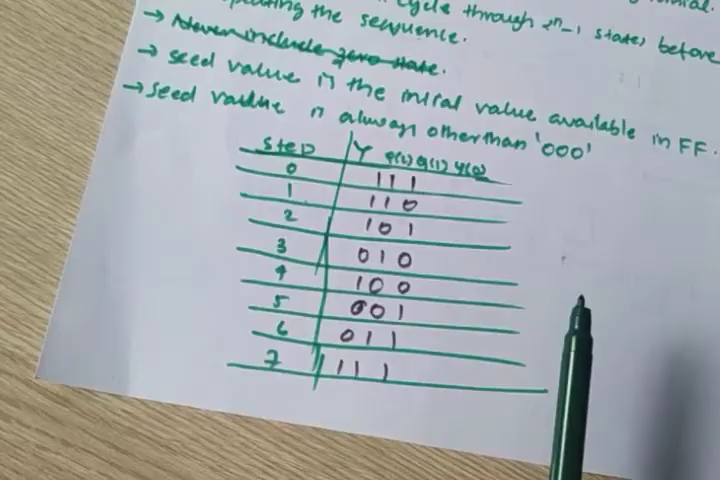 cycle through 2ⁿ-1 states before
the sequence.
→ Never include zero state.
→ seed value is the initial value available in FF.
→ seed value is always other than '000'
Step Y q(2) q(1) q(0)
0 1 1 1
1 1 1 0
2 1 0 1
3 0 1 0
4 1 0 0
5 0 0 1
6 0 1 1
7 1 1 1